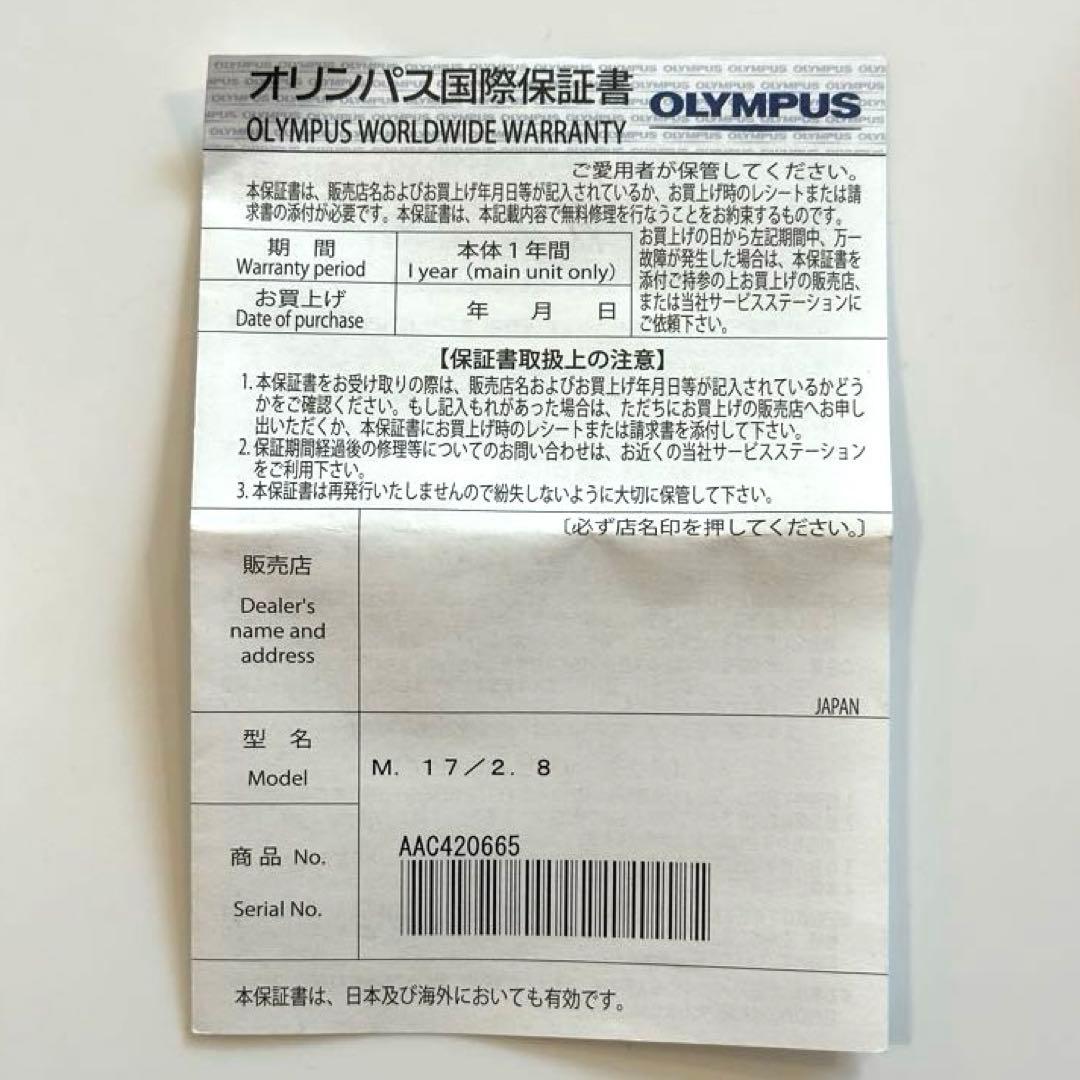 オリンパス国際保証書
OLYMPUS
OLYMPUS WORLDWIDE WARRANTY
ご愛用者が保管してください。
本保証書は、販売店名およびお買上げ年月日等が記入されているか、お買上げ時のレシートまたは請
求書の添付が必要です。本保証書は、本記載内容で無料修理を行なうことをお約束するものです。
期 間
Warranty period
本体1年間
1 year (main unit only)
お買上げ
Date of purchase
年 月 日
お買上げの日から左記期間中、万一
故障が発生した場合は、本保証書を
添付ご持参の上お買上げの販売店、
または当社サービスステーションに
ご依頼下さい。
【保証書取扱上の注意】
1. 本保証書をお受け取りの際は、販売店名およびお買上げ年月日等が記入されているかどう
かをご確認ください。もし記入もれがあった場合は、ただちにお買上げの販売店へお申し
出いただくか、本保証書にお買上げ時のレシートまたは請求書を添付して下さい。
2. 保証期間経過後の修理等についてのお問い合わせは、お近くの当社サービスステーション
をご利用下さい。
3. 本保証書は再発行いたしませんので紛失しないように大切に保管して下さい。
〔必ず店名印を押してください。〕
販売店
Dealer's
name and
address
JAPAN
型 名
Model
M. 17/2. 8
商品 No.
Serial No.
AAC420665
本保証書は、日本及び海外においても有効です。